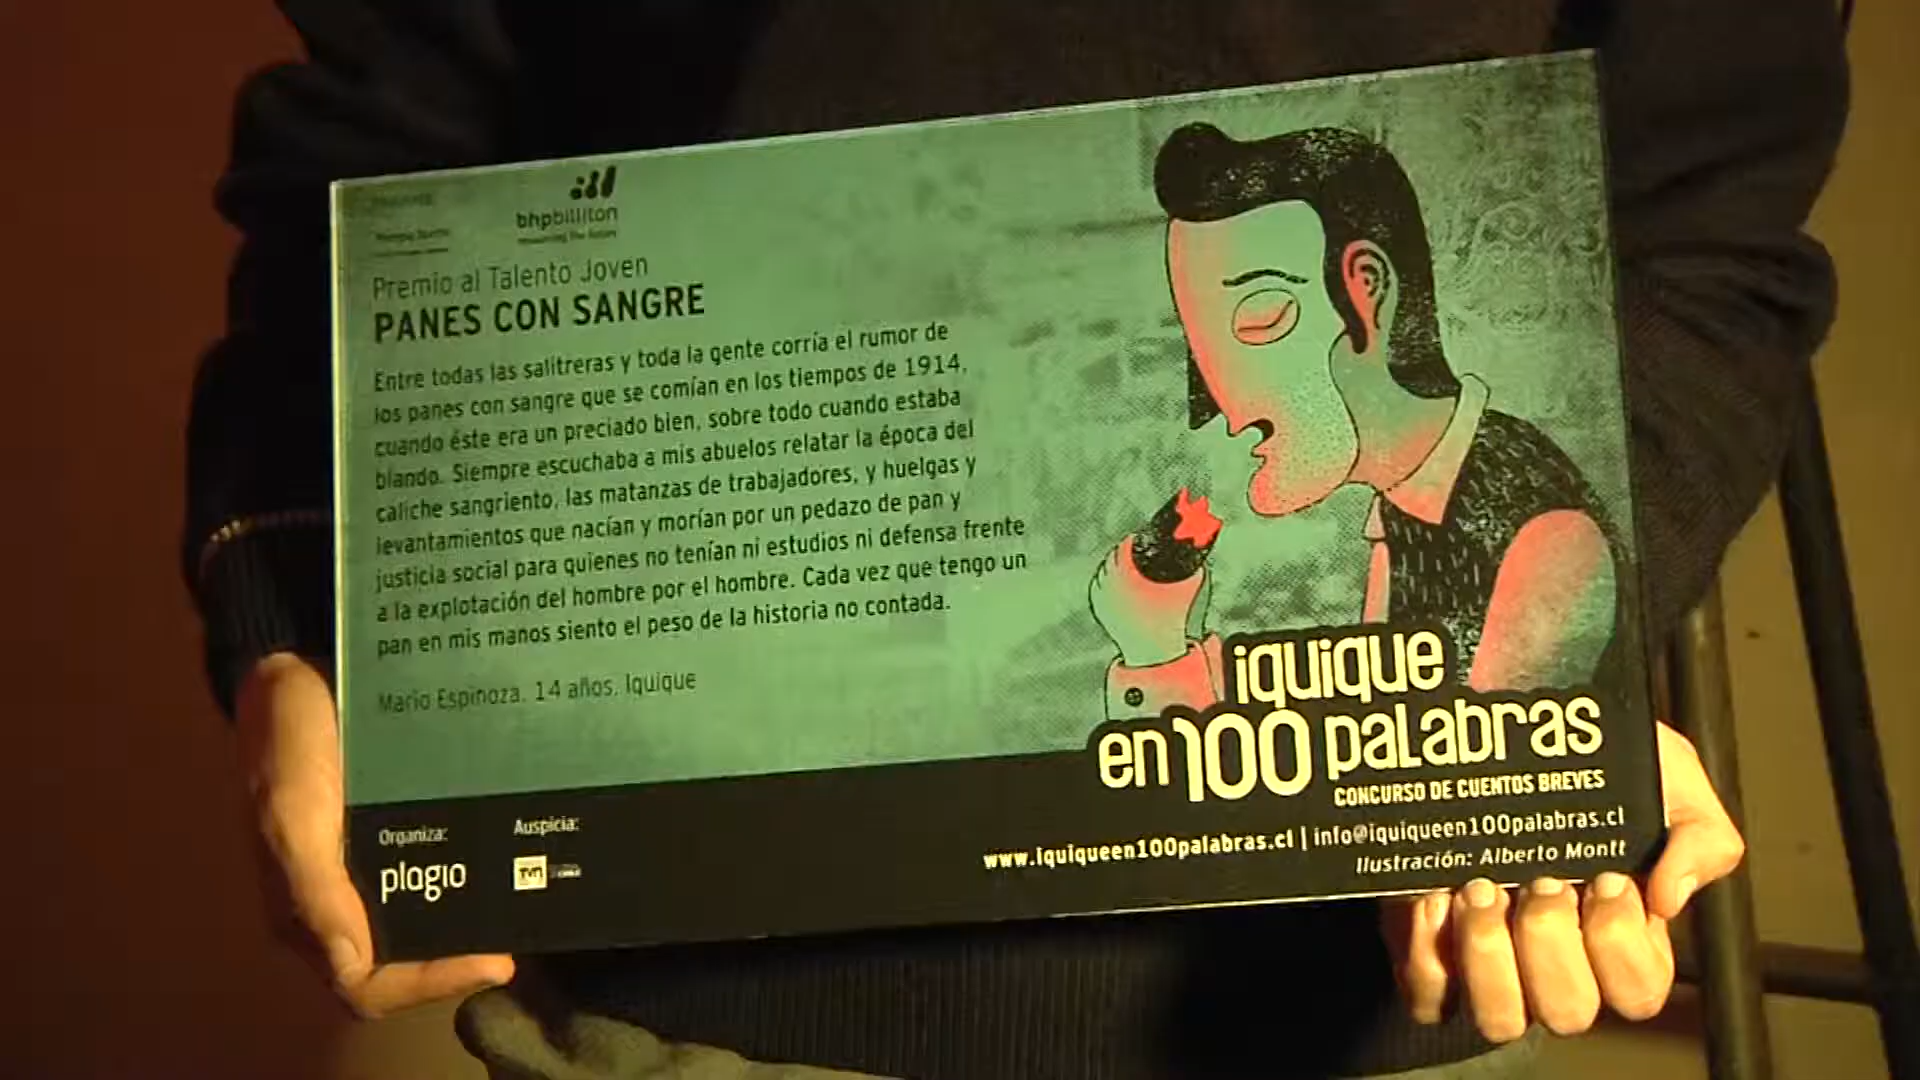 bhpbilliton
Premio al Talento Joven
PANES CON SANGRE
Entre todas las salitreras y toda la gente corría el rumor de
los panes con sangre que se comían en los tiempos de 1914,
cuando éste era un preciado bien, sobre todo cuando estaba
blando. Siempre escuchaba a mis abuelos relatar la época del
caliche sangriento, las matanzas de trabajadores, y huelgas y
levantamientos que nacían y morían por un pedazo de pan y
justicia social para quienes no tenían ni estudios ni defensa frente
a la explotación del hombre por el hombre. Cada vez que tengo un
pan en mis manos siento el peso de la historia no contada.
Mario Espinoza. 14 años, Iquique
iquique
en 100 palabras
CONCURSO DE CUENTOS BREVES
www.iquiqueen100palabras.cl | info@iquiqueen100palabras.cl
Ilustración: Alberto Montt
Organiza:
Auspicia:
plagio
TVN